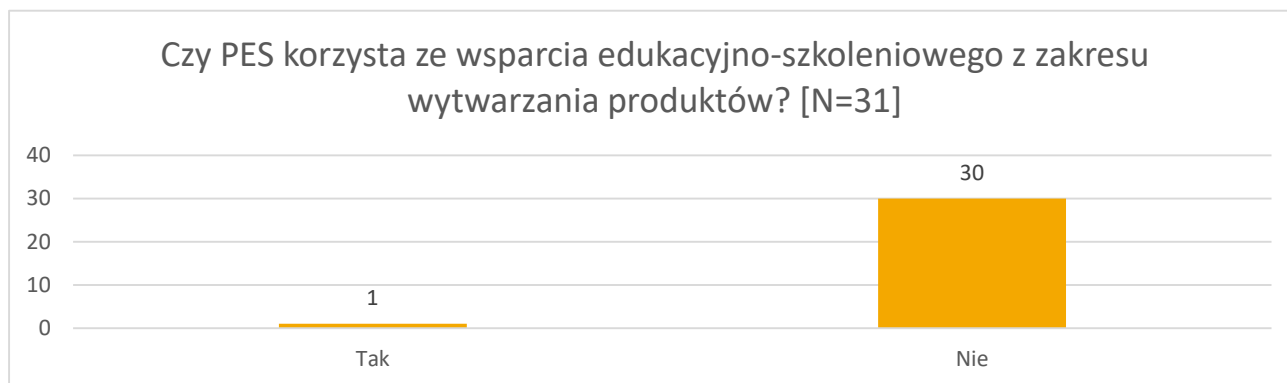 Czy PES korzysta ze wsparcia edukacyjno-szkoleniowego z zakresu
wytwarzania produktów? [N=31]
40
30
20
10
0
1
30
Tak
Nie